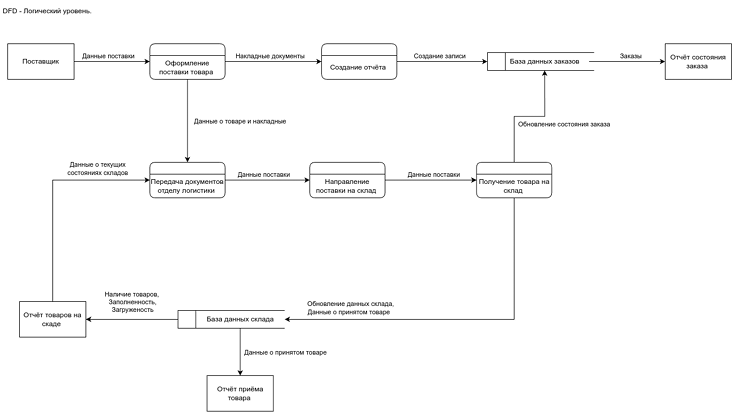 DFD - Логический уровень.
Поставщик
Данные поставки
Оформление
поставки товара
Накладные документы
Создание отчёта
Создание записи
База данных заказов
Заказы
Отчёт состояния
заказа
Данные о товаре и накладные
Обновление состояния заказа
Данные о текущих
состояниях складов
Передача документов
отделу логистики
Данные поставки
Направление
поставки на склад
Данные поставки
Получение товара на
склад
Наличие товаров,
Заполненность,
Загруженость
Обновление данных склада,
Данные о принятом товаре
Отчёт товаров на
скаде
База данных склада
Данные о принятом товаре
Отчёт приёма
товара